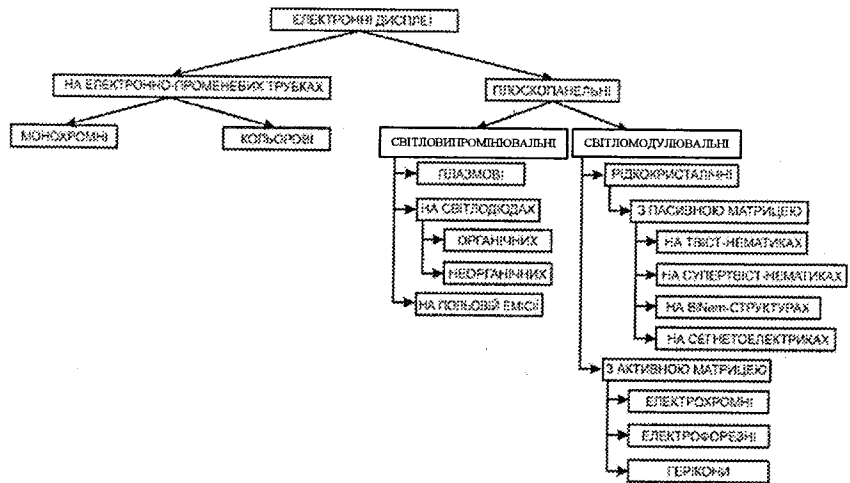 ЕЛЕКТРОННІ ДИСПЛЕЇ
НА ЕЛЕКТРОННО-ПРОМЕНЕВИХ ТРУБКАХ
ПЛОСКОПАНЕЛЬНІ
МОНОХРОМНІ
КОЛЬОРОВІ
СВІТЛОВИПРОМІНЮВАЛЬНІ
СВІТЛОМОДУЛЮВАЛЬНІ
ПЛАЗМОВІ
НА СВІТЛОДІОДАХ
ОРГАНІЧНИХ
НЕОРГАНІЧНИХ
НА ПОЛЬОВІЙ ЕМІСІЇ
РІДКОКРИСТАЛІЧНІ
З ПАСИВНОЮ МАТРИЦЕЮ
НА ТВІСТ-НЕМАТИКАХ
НА СУПЕРТВІСТ-НЕМАТИКАХ
НА BiNem-СТРУКТУРАХ
НА СЕГНЕТОЕЛЕКТРИКАХ
З АКТИВНОЮ МАТРИЦЕЮ
ЕЛЕКТРОХРОМНІ
ЕЛЕКТРОФОРЕЗНІ
ГЕРІКОНИ